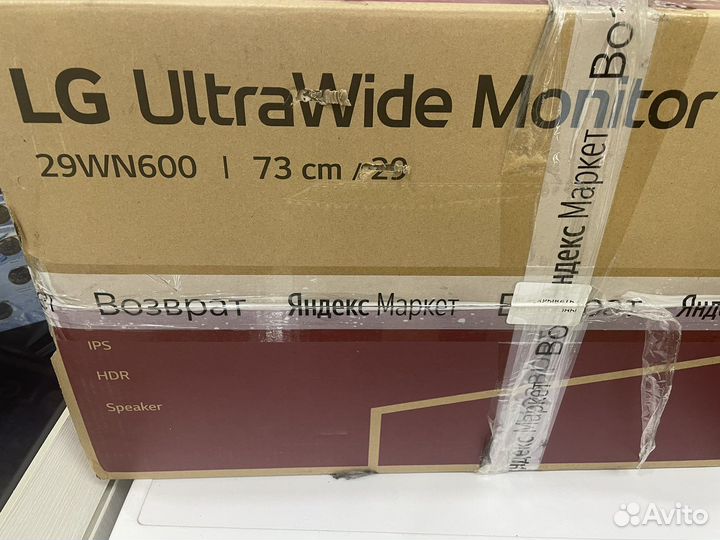 LG UltraWide Monitor
29WN600 | 73 cm / 29
Возврат Яндекс Маркет
IPS
HDR
Speaker
Яндекс Маркет
Avito